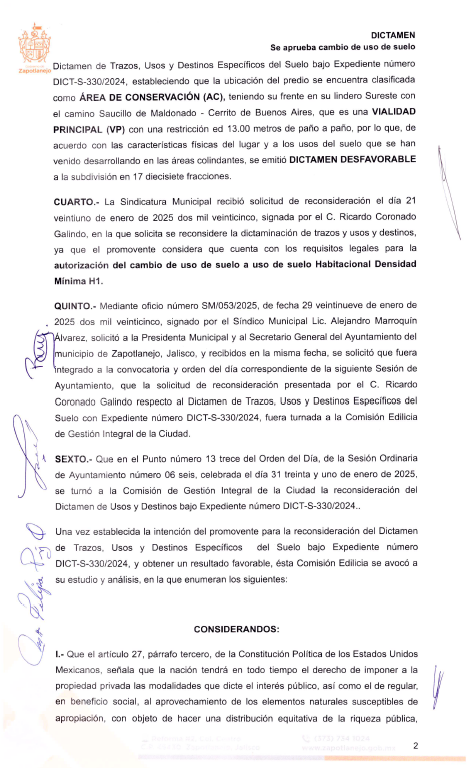 DICTAMEN
Se aprueba cambio de uso de suelo
Zapotlanejo
Dictamen de Trazos, Usos y Destinos Específicos del Suelo bajo Expediente número
DICT-S-330/2024, estableciendo que la ubicación del predio se encuentra clasificada
como ÁREA DE CONSERVACIÓN (AC), teniendo su frente en su lindero Sureste con
el camino Saucillo de Maldonado - Cerrito de Buenos Aires, que es una VIALIDAD
PRINCIPAL (VP) con una restricción ed 13.00 metros de paño a paño, por lo que, de
acuerdo con las características físicas del lugar y a los usos del suelo que se han
venido desarrollando en las áreas colindantes, se emitió DICTAMEN DESFAVORABLE
a la subdivisión en 17 diecisiete fracciones.
CUARTO.- La Sindicatura Municipal recibió solicitud de reconsideración el día 21
veintiuno de enero de 2025 dos mil veinticinco, signada por el C. Ricardo Coronado
Galindo, en la que solicita se reconsidere la dictaminación de trazos y usos y destinos,
ya que el promovente considera que cuenta con los requisitos legales para la
autorización del cambio de uso de suelo a uso de suelo Habitacional Densidad
Mínima H1.
QUINTO.- Mediante oficio número SM/053/2025, de fecha 29 veintinueve de enero de
2025 dos mil veinticinco, signado por el Síndico Municipal Lic. Alejandro Marroquín
Álvarez, solicitó a la Presidenta Municipal y al Secretario General del Ayuntamiento del
municipio de Zapotlanejo, Jalisco, y recibidos en la misma fecha, se solicitó que fuera
integrado a la convocatoria y orden del día correspondiente de la siguiente Sesión de
Ayuntamiento, que la solicitud de reconsideración presentada por el C. Ricardo
Coronado Galindo respecto al Dictamen de Trazos, Usos y Destinos Específicos del
Suelo con Expediente número DICT-S-330/2024, fuera turnada a la Comisión Edilicia
de Gestión Integral de la Ciudad.
SEXTO.- Que en el Punto número 13 trece del Orden del Día, de la Sesión Ordinaria
de Ayuntamiento número 06 seis, celebrada el día 31 treinta y uno de enero de 2025,
se turnó a la Comisión de Gestión Integral de la Ciudad la reconsideración del
Dictamen de Usos y Destinos bajo Expediente número DICT-S-330/2024..
Una vez establecida la intención del promovente para la reconsideración del Dictamen
de Trazos, Usos y Destinos Específicos del Suelo bajo Expediente número
DICT-S-330/2024, y obtener un resultado favorable, ésta Comisión Edilicia se avocó a
su estudio y análisis, en la que enumeran los siguientes:
CONSIDERANDOS:
I.- Que el artículo 27, párrafo tercero, de la Constitución Política de los Estados Unidos
Mexicanos, señala que la nación tendrá en todo tiempo el derecho de imponer a la
propiedad privada las modalidades que dicte el interés público, así como el de regular,
en beneficio social, al aprovechamiento de los elementos naturales susceptibles de
apropiación, con objeto de hacer una distribución equitativa de la riqueza pública,
www.zapotlanejo.gob.mx
2